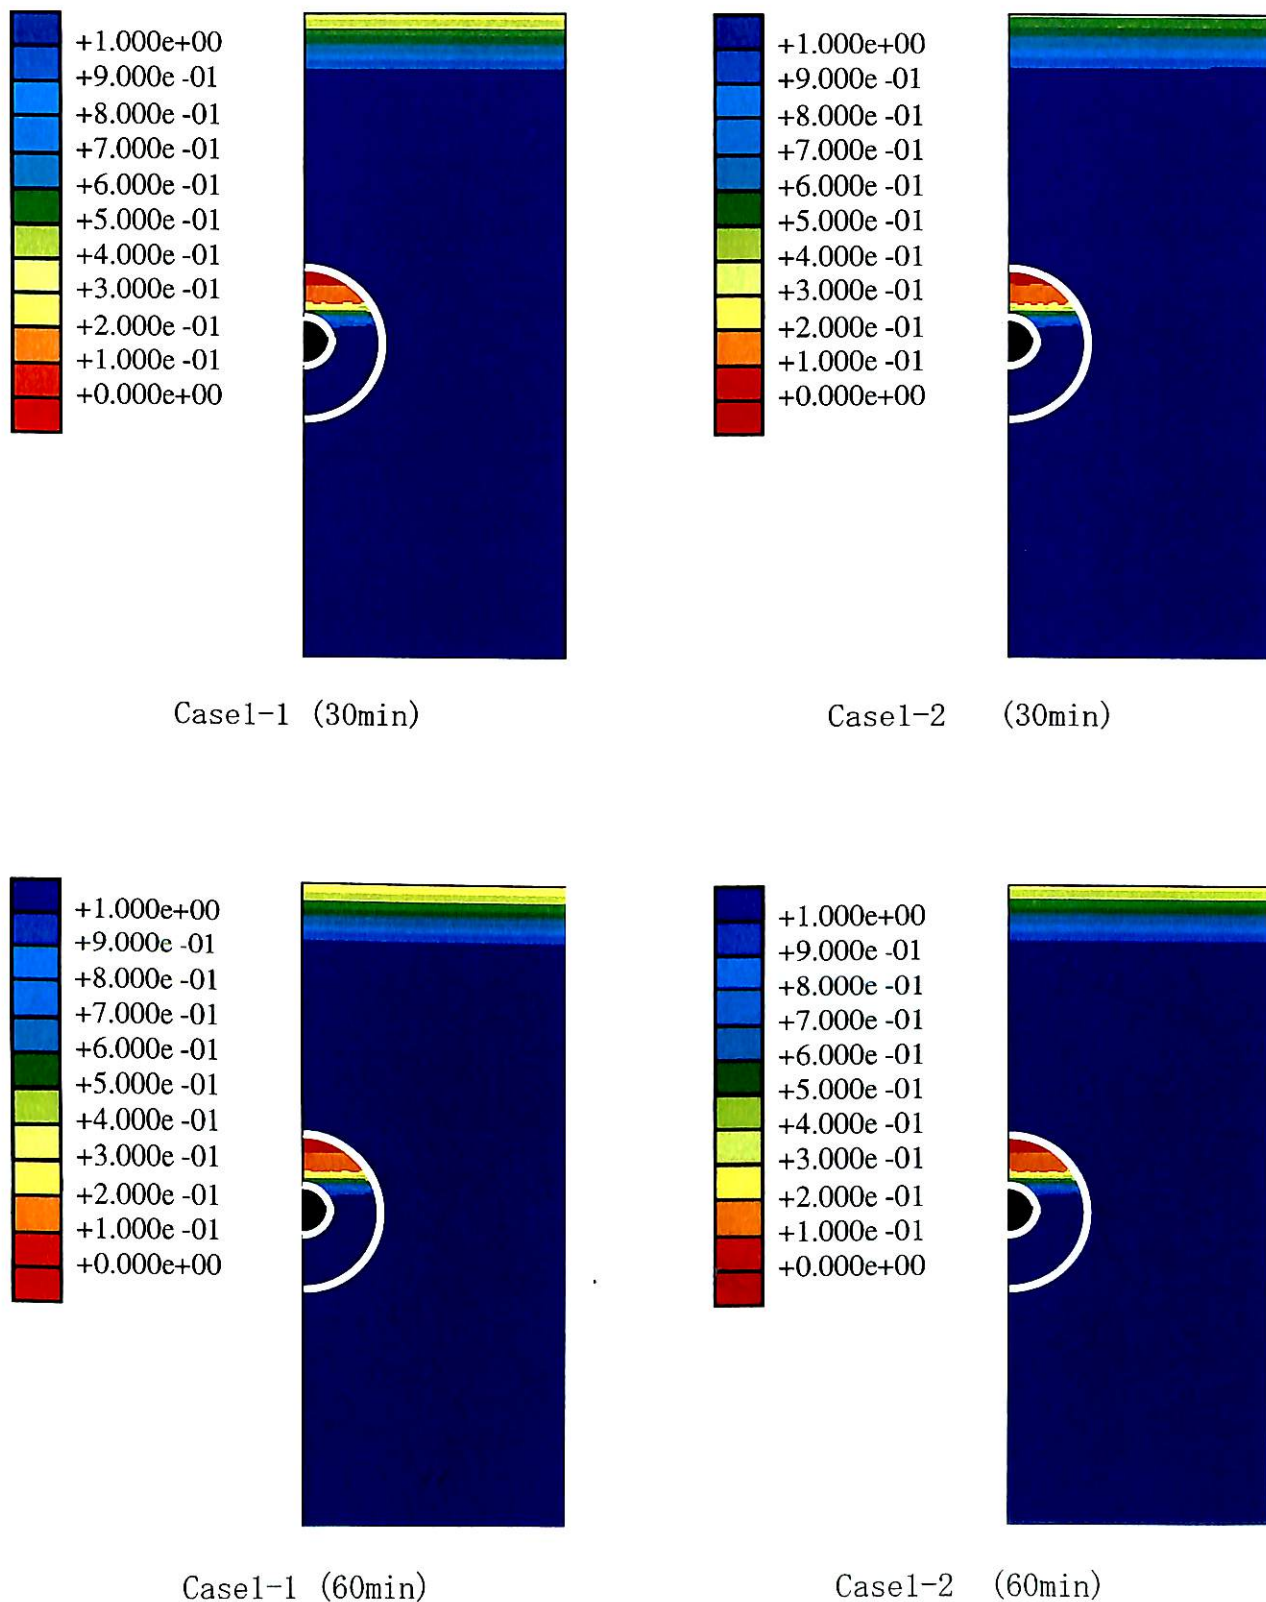 +1.000e+00
+9.000e -01
+8.000e -01
+7.000e -01
+6.000e -01
+5.000e -01
+4.000e -01
+3.000e -01
+2.000e -01
+1.000e -01
+0.000e+00
Case1-1 (30min)
+1.000e+00
+9.000e -01
+8.000e -01
+7.000e -01
+6.000e -01
+5.000e -01
+4.000e -01
+3.000e -01
+2.000e -01
+1.000e -01
+0.000e+00
Case1-2 (30min)
+1.000e+00
+9.000e -01
+8.000e -01
+7.000e -01
+6.000e -01
+5.000e -01
+4.000e -01
+3.000e -01
+2.000e -01
+1.000e -01
+0.000e+00
Case1-1 (60min)
+1.000e+00
+9.000e -01
+8.000e -01
+7.000e -01
+6.000e -01
+5.000e -01
+4.000e -01
+3.000e -01
+2.000e -01
+1.000e -01
+0.000e+00
Case1-2 (60min)